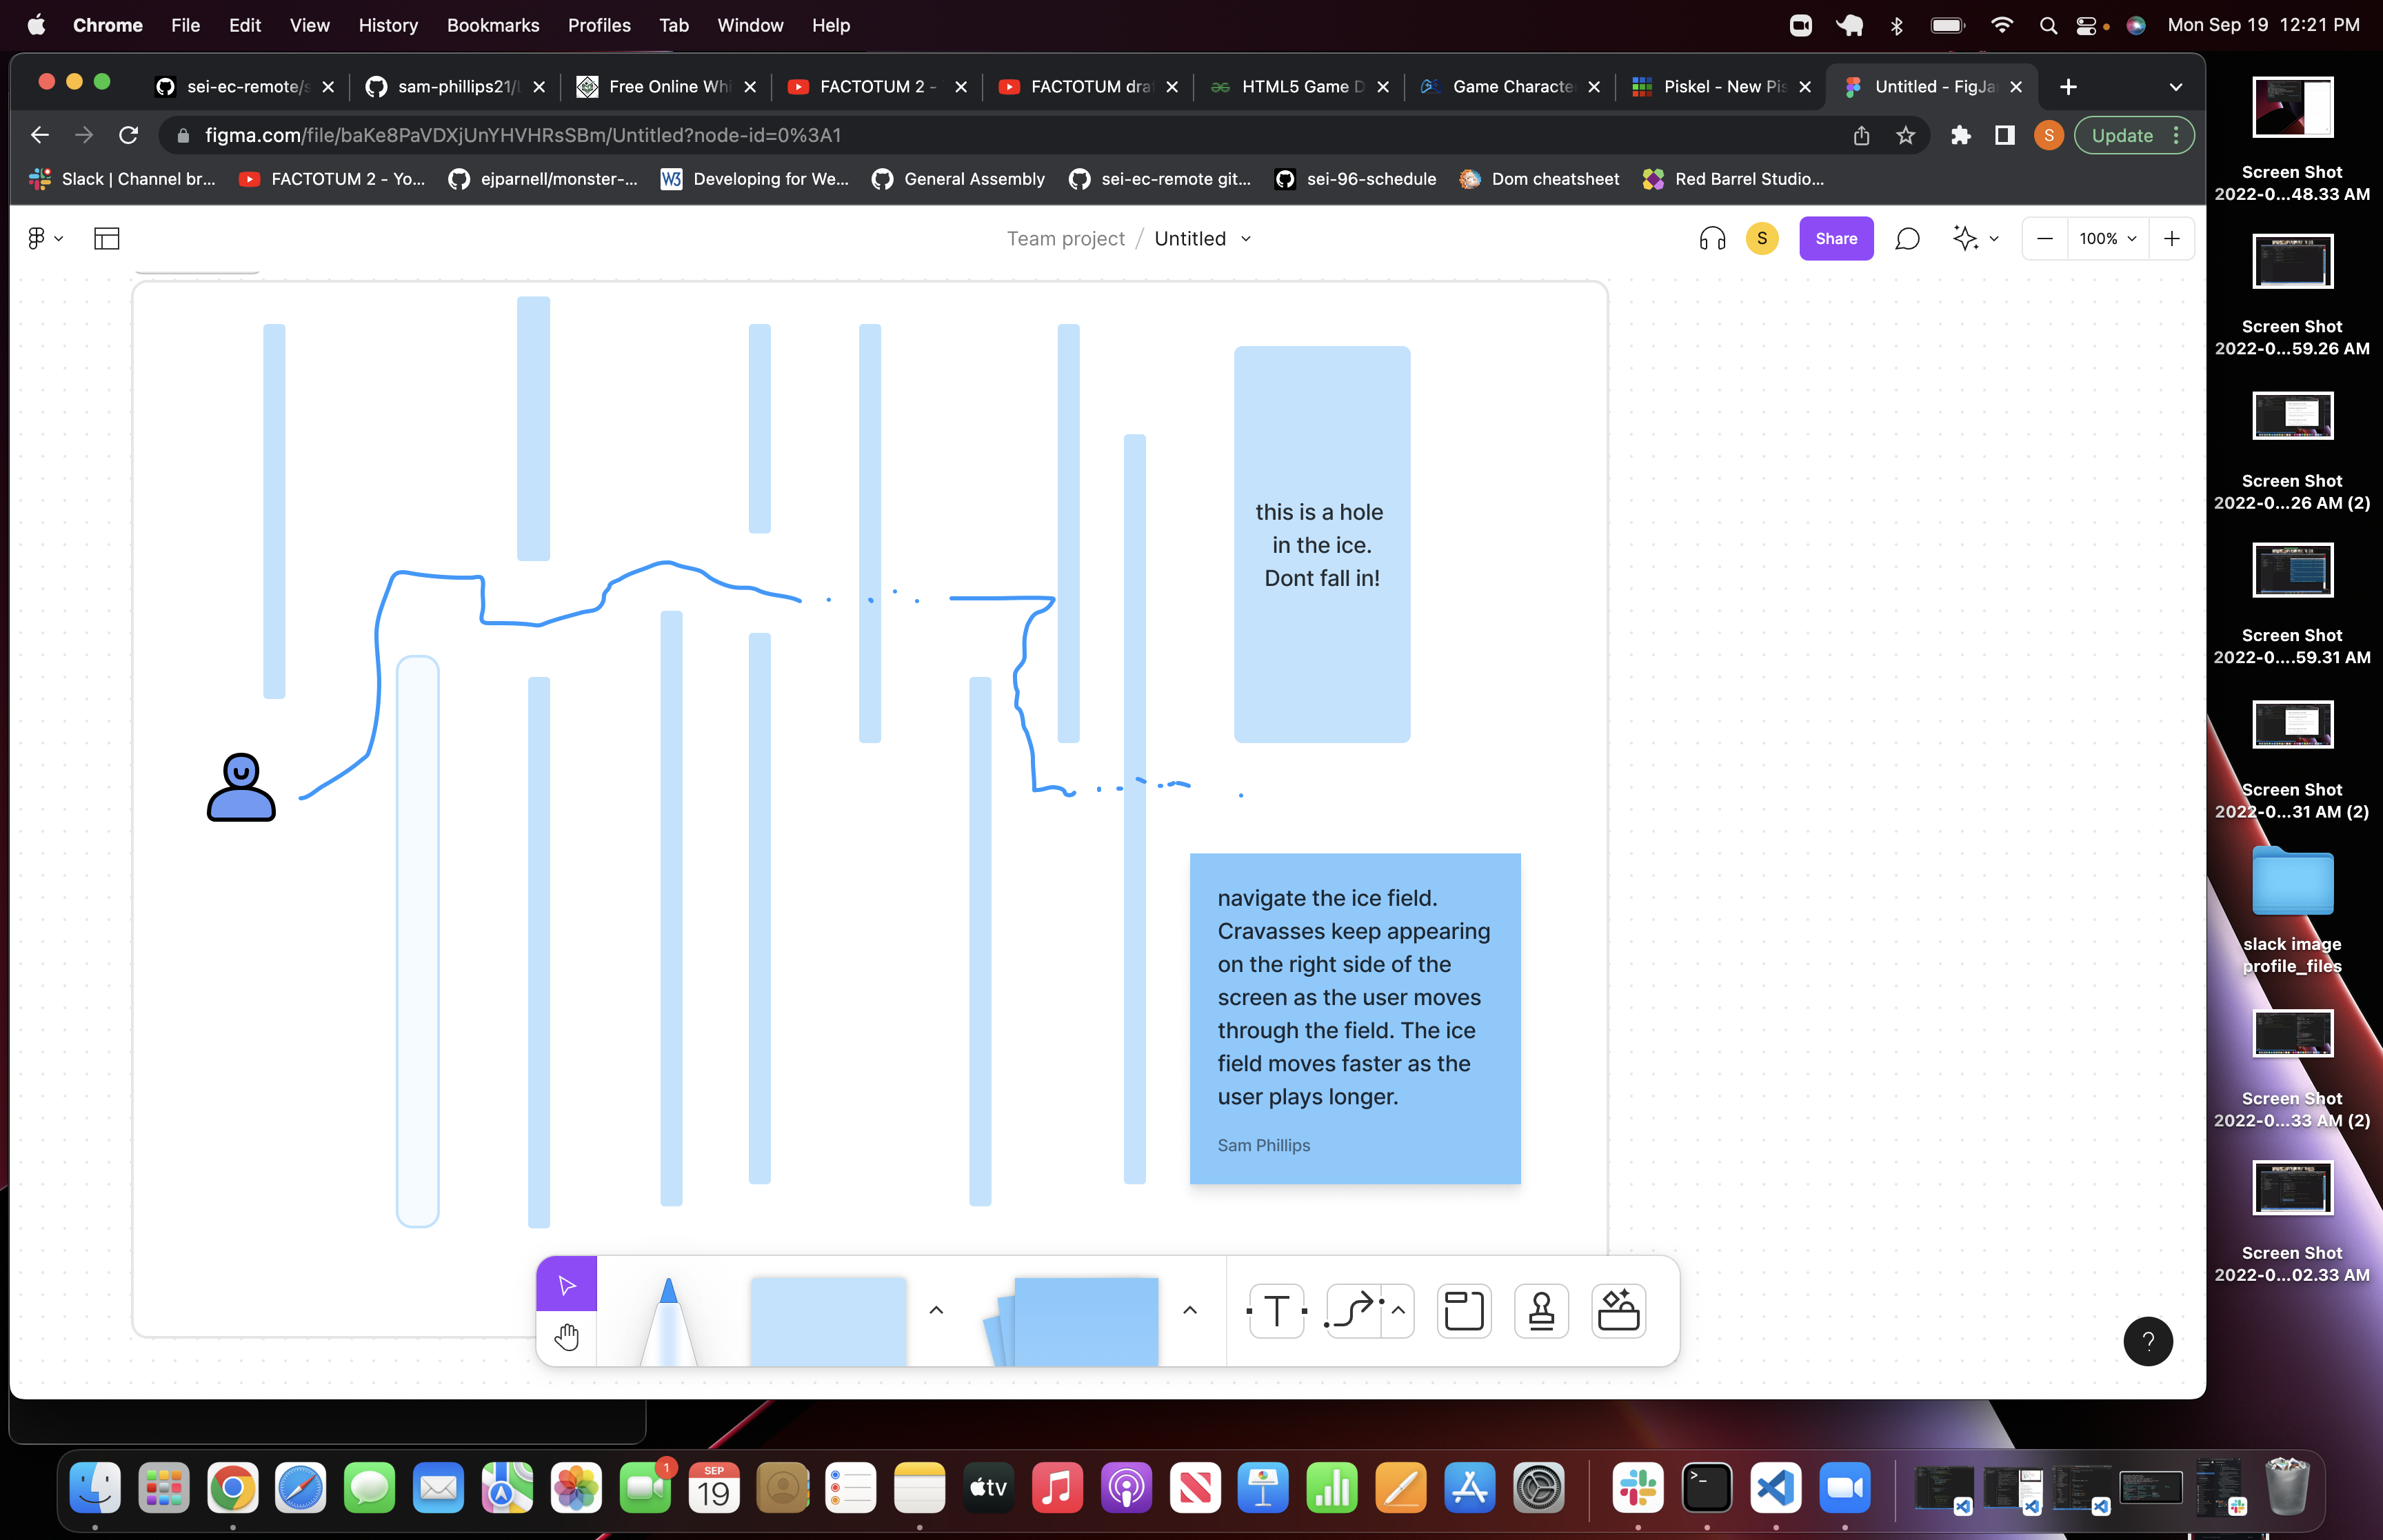 Chrome File Edit View History Bookmarks Profiles Tab Window Help
Mon Sep 19 12:21 PM
sei-ec-remote/s
sam-phillips21/
Free Online Whi
FACTOTUM 2 -
FACTOTUM dra
HTML5 Game D
Game Characte
Piskel - New Pis
Untitled - FigJa
figma.com/file/baKe8PaVDXjUnYHVHRsSBm/Untitled?node-id=0%3A1
S
Update
Slack | Channel br...
FACTOTUM 2 - Yo...
ejparnell/monster-...
W3
Developing for We...
General Assembly
sei-ec-remote git...
sei-96-schedule
Dom cheatsheet
Red Barrel Studio...
Team project / Untitled
S
Share
100%
this is a hole
in the ice.
Dont fall in!
navigate the ice field.
Cravasses keep appearing
on the right side of the
screen as the user moves
through the field. The ice
field moves faster as the
user plays longer.
Sam Phillips
T
?
Screen Shot
2022-0...48.33 AM
Screen Shot
2022-0...59.26 AM
Screen Shot
2022-0...26 AM (2)
Screen Shot
2022-0....59.31 AM
Screen Shot
2022-0...31 AM (2)
slack image
profile_files
Screen Shot
2022-0...33 AM (2)
Screen Shot
2022-0...02.33 AM
1
SEP
19
tv